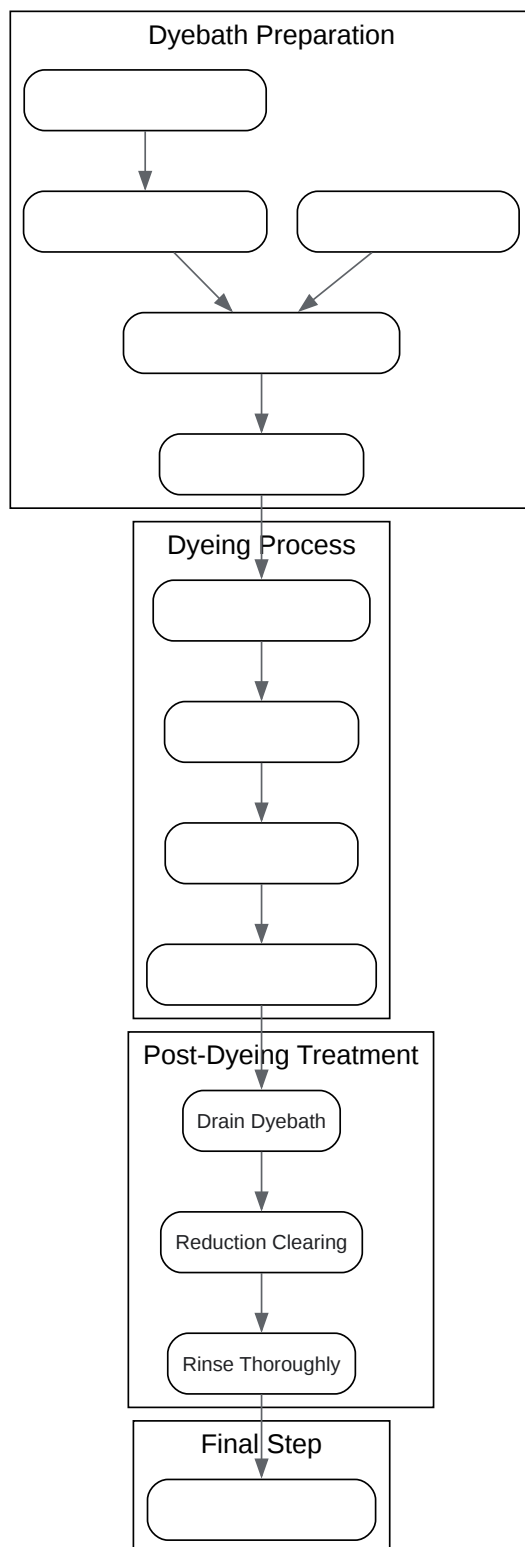 Dyebath Preparation
Dyeing Process
Post-Dyeing Treatment
Drain Dyebath
Reduction Clearing
Rinse Thoroughly
Final Step